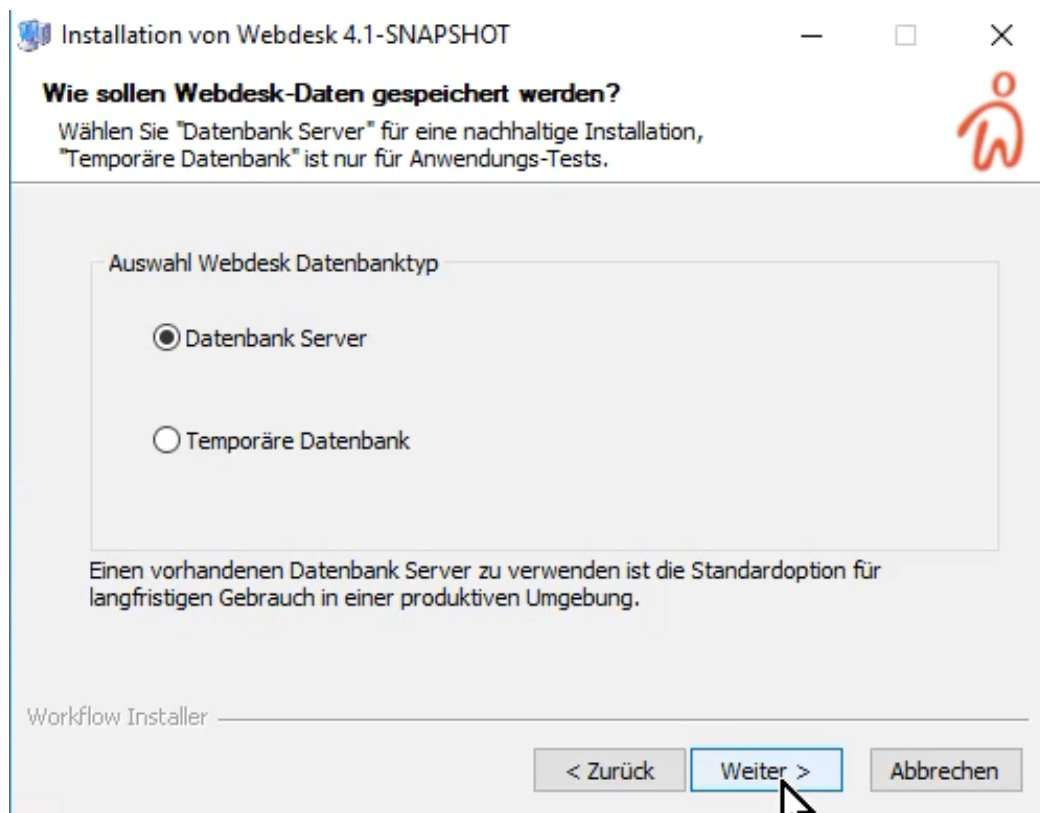 Installation von Webdesk 4.1-SNAPSHOT
Wie sollen Webdesk-Daten gespeichert werden?
Wählen Sie "Datenbank Server" für eine nachhaltige Installation,
"Temporäre Datenbank" ist nur für Anwendungs-Tests.
Auswahl Webdesk Datenbanktyp
Datenbank Server
Temporäre Datenbank
Einen vorhandenen Datenbank Server zu verwenden ist die Standardoption für
langfristigen Gebrauch in einer produktiven Umgebung.
Workflow Installer
< Zurück Weiter > Abbrechen